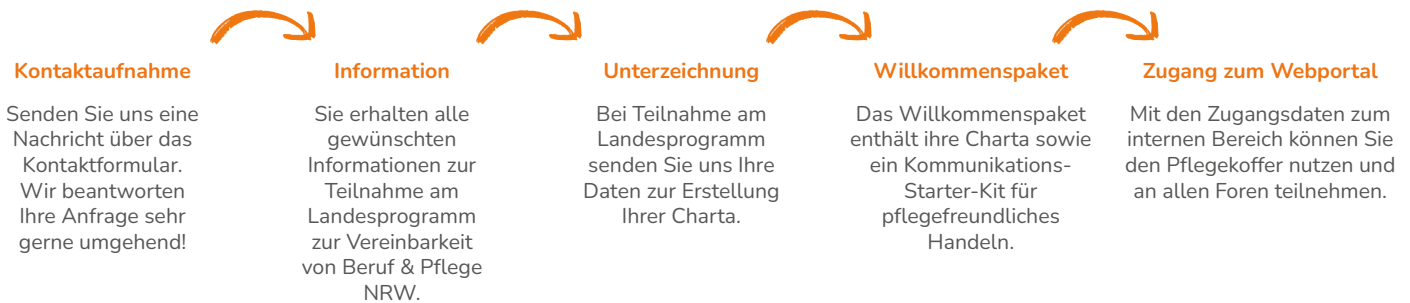 Kontaktaufnahme
Senden Sie uns eine
Nachricht über das
Kontaktformular.
Wir beantworten
Ihre Anfrage sehr
gerne umgehend!
Information
Sie erhalten alle
gewünschten
Informationen zur
Teilnahme am
Landesprogramm
zur Vereinbarkeit
von Beruf & Pflege
NRW.
Unterzeichnung
Bei Teilnahme am
Landesprogramm
senden Sie uns Ihre
Daten zur Erstellung
Ihrer Charta.
Willkommenspaket
Das Willkommenspaket
enthält ihre Charta sowie
ein Kommunikations-
Starter-Kit für
pflegefreundliches
Handeln.
Zugang zum Webportal
Mit den Zugangsdaten zum
internen Bereich können Sie
den Pflegekoffer nutzen und
an allen Foren teilnehmen.